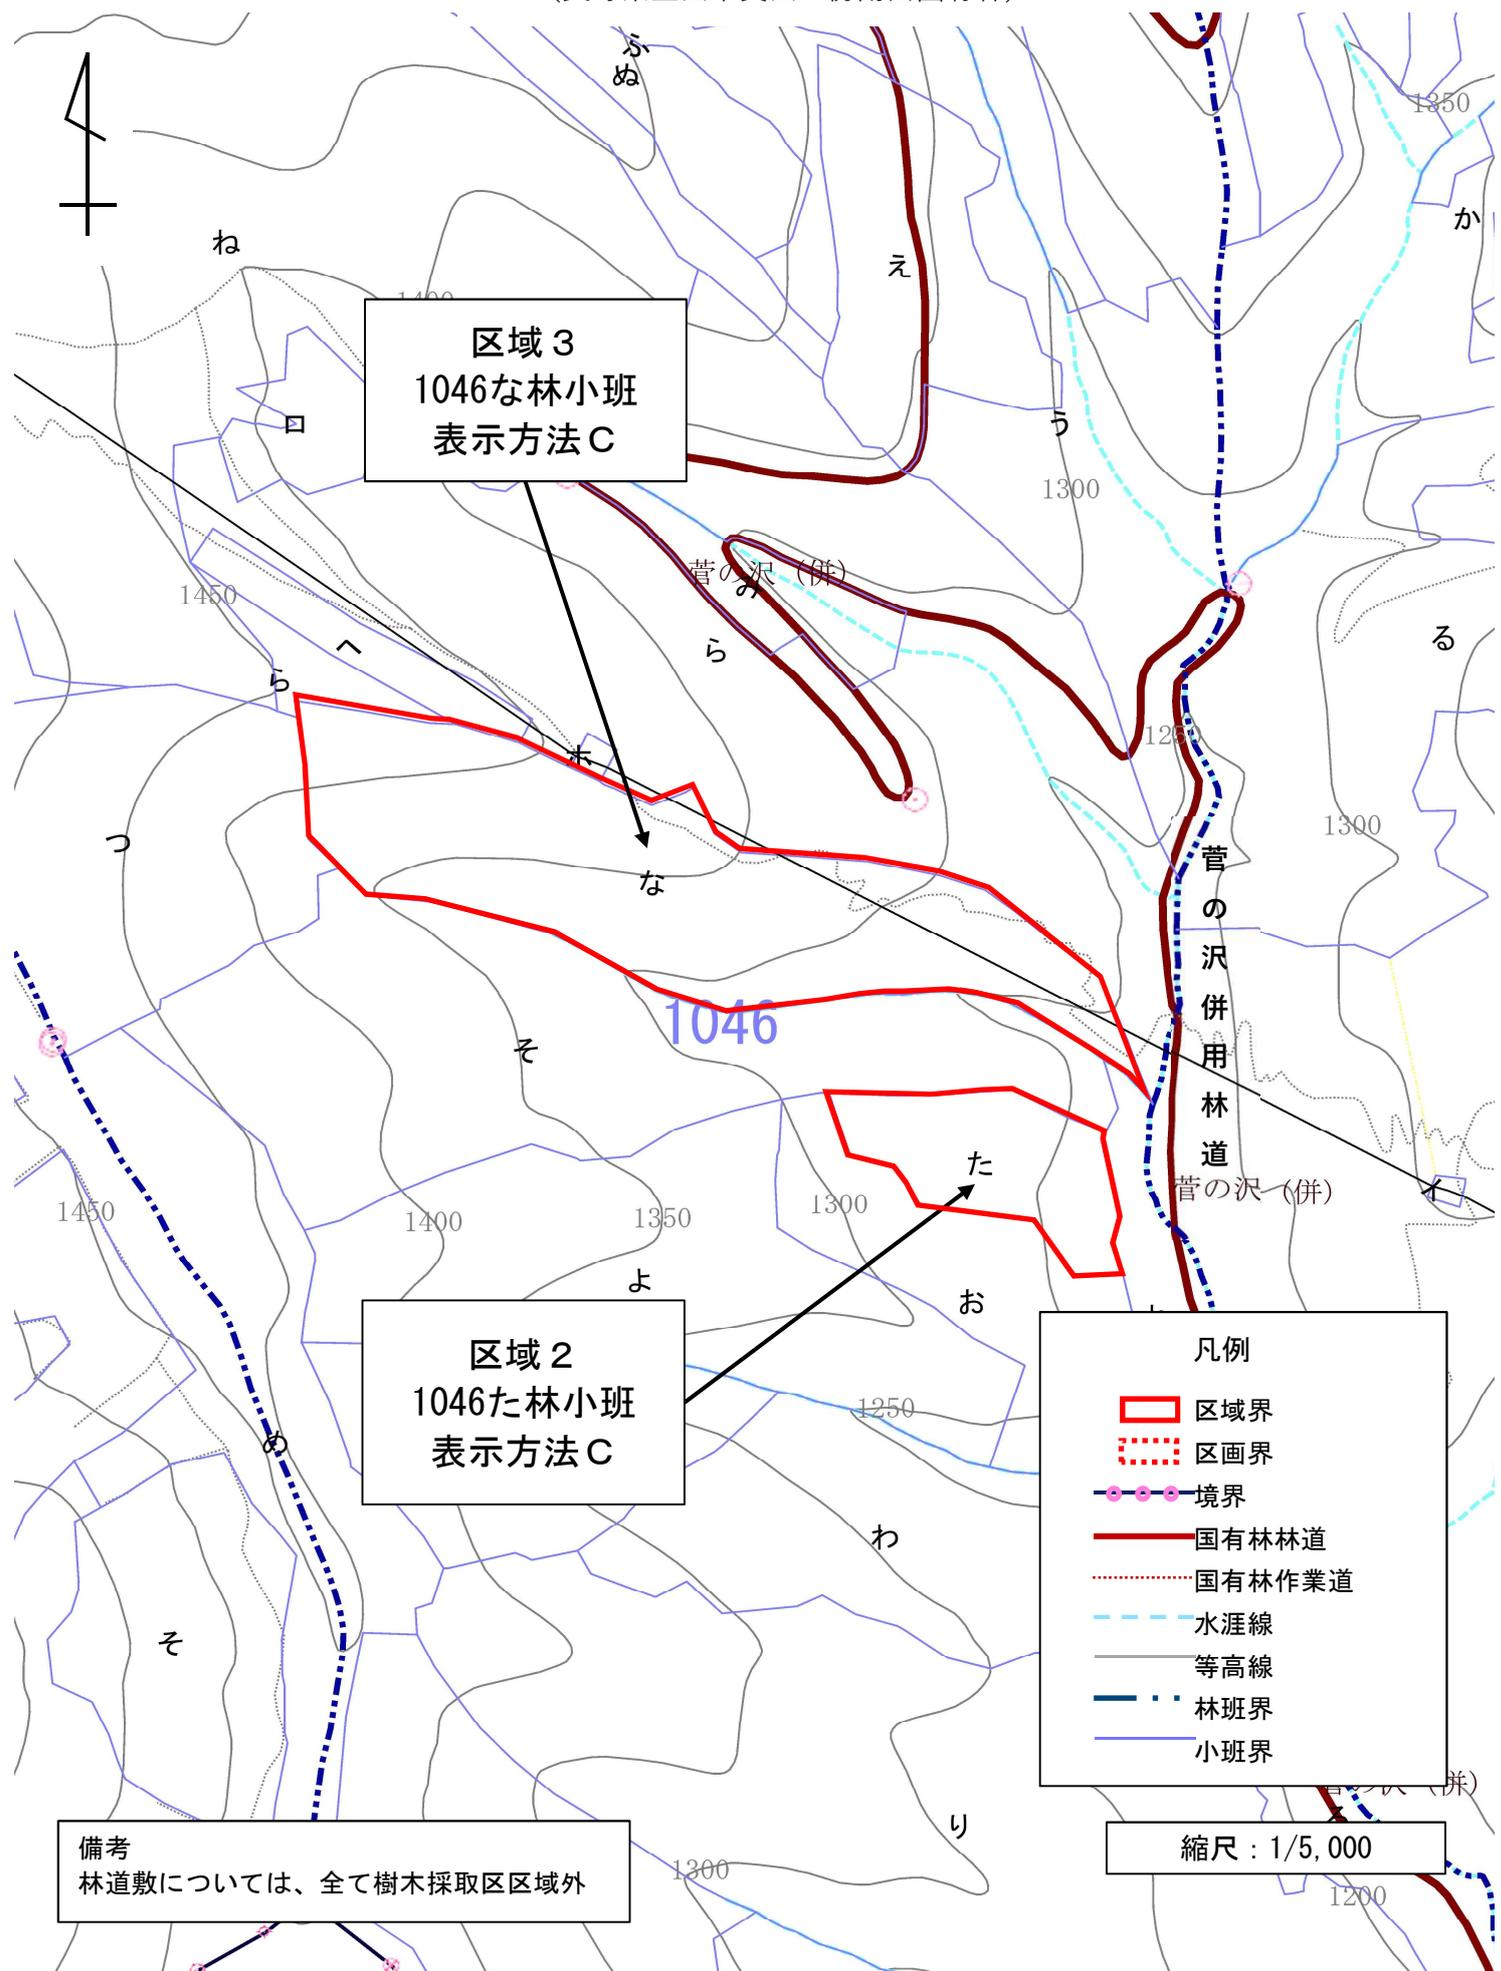 ふ
ぬ
1350
か
ね
え
1400
区域３
1046な林小班
表示方法Ｃ
ロ
う
1300
菅の沢（併）
み
1450
ヘ
ら
ら
る
1250
ホ
1300
つ
な
菅の沢併用林道
1046
そ
た
菅の沢（併）
イ
1450
1400
1350
1300
よ
お
区域２
1046た林小班
表示方法Ｃ
1250
め
わ
そ
り
凡例
区域界
区画界
境界
国有林林道
国有林作業道
水涯線
等高線
林班界
小班界
備考
林道敷については、全て樹木採取区区域外
1300
縮尺：1/5,000
1200